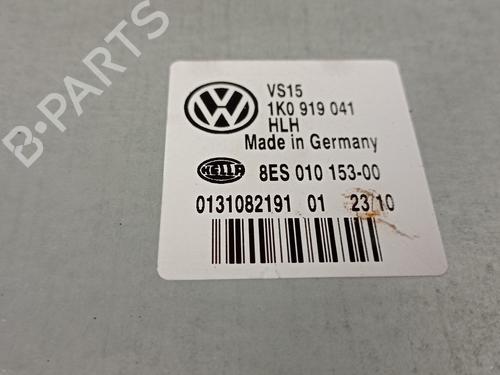 B-PARTS
VS15
1K0 919 041
HLH
Made in Germany
HELLA
8ES 010 153-00
0131082191 01 23/10